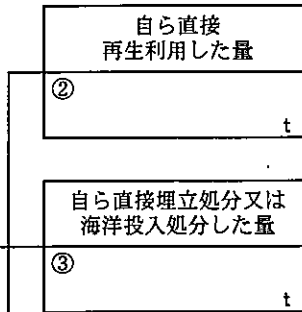 自ら直接
再生利用した量
②
t
自ら直接埋立処分又は
海洋投入処分した量
③
t